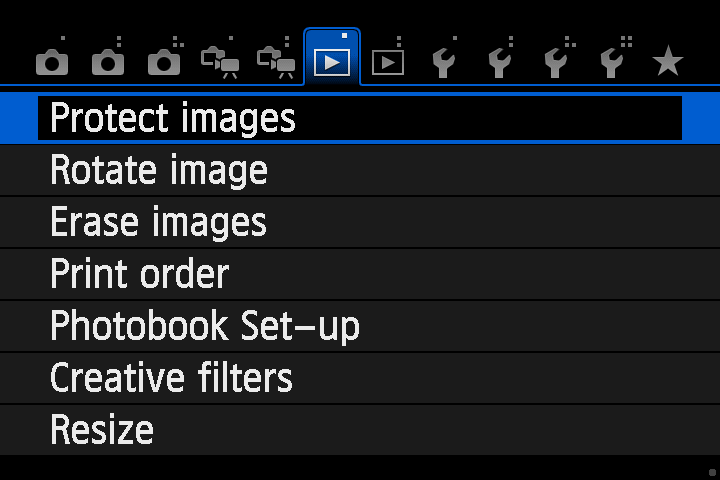 Protect images
Rotate image
Erase images
Print order
Photobook Set-up
Creative filters
Resize